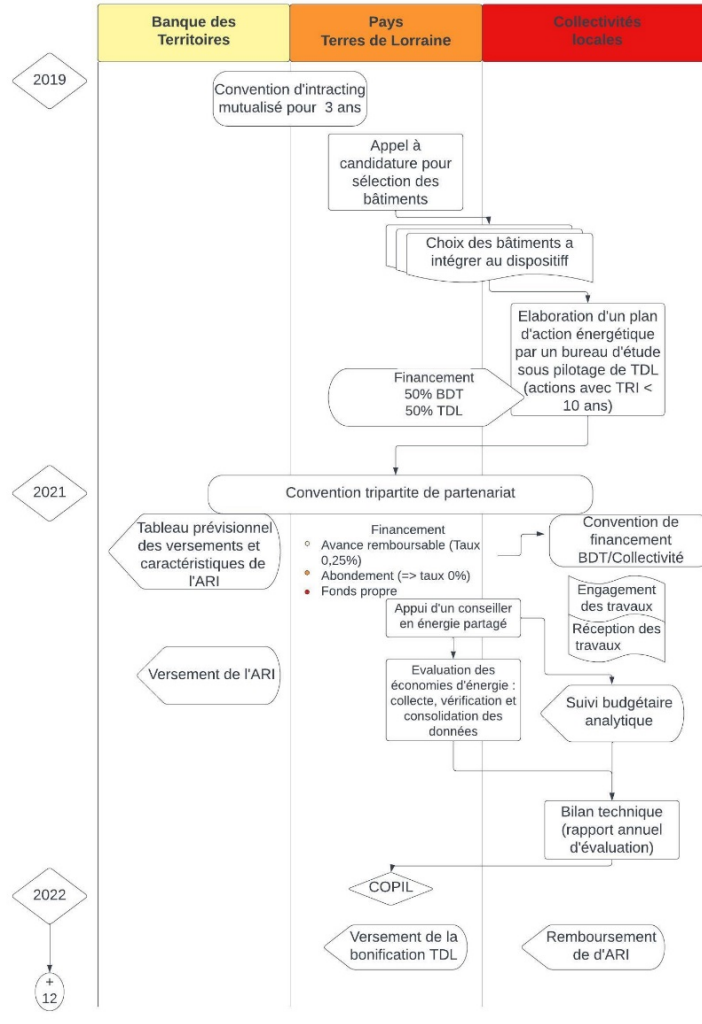 Banque des
Territoires
Pays
Terres de Lorraine
Collectivités
locales
2019
Convention d'intracting
mutualisé pour 3 ans
Appel à
candidature pour
sélection des
bâtiments
Choix des bâtiments a
intégrer au dispositiff
Elaboration d'un plan
d'action énergétique
par un bureau d'étude
sous pilotage de TDL
(actions avec TRI <
10 ans)
Financement
50% BDT
50% TDL
2021
Convention tripartite de partenariat
Tableau prévisionnel
des versements et
caractéristiques de
l'ARI
Financement
Avance remboursable (Taux
0,25%)
Abondement (=> taux 0%)
Fonds propre
Convention de
financement
BDT/Collectivité
Engagement
des travaux
Réception des
travaux
Appui d'un conseiller
en énergie partagé
Versement de l'ARI
Evaluation des
économies d'énergie :
collecte, vérification et
consolidation des
données
Suivi budgétaire
analytique
Bilan technique
(rapport annuel
d'évaluation)
2022
COPIL
Versement de la
bonification TDL
Remboursement
de d'ARI
+
12